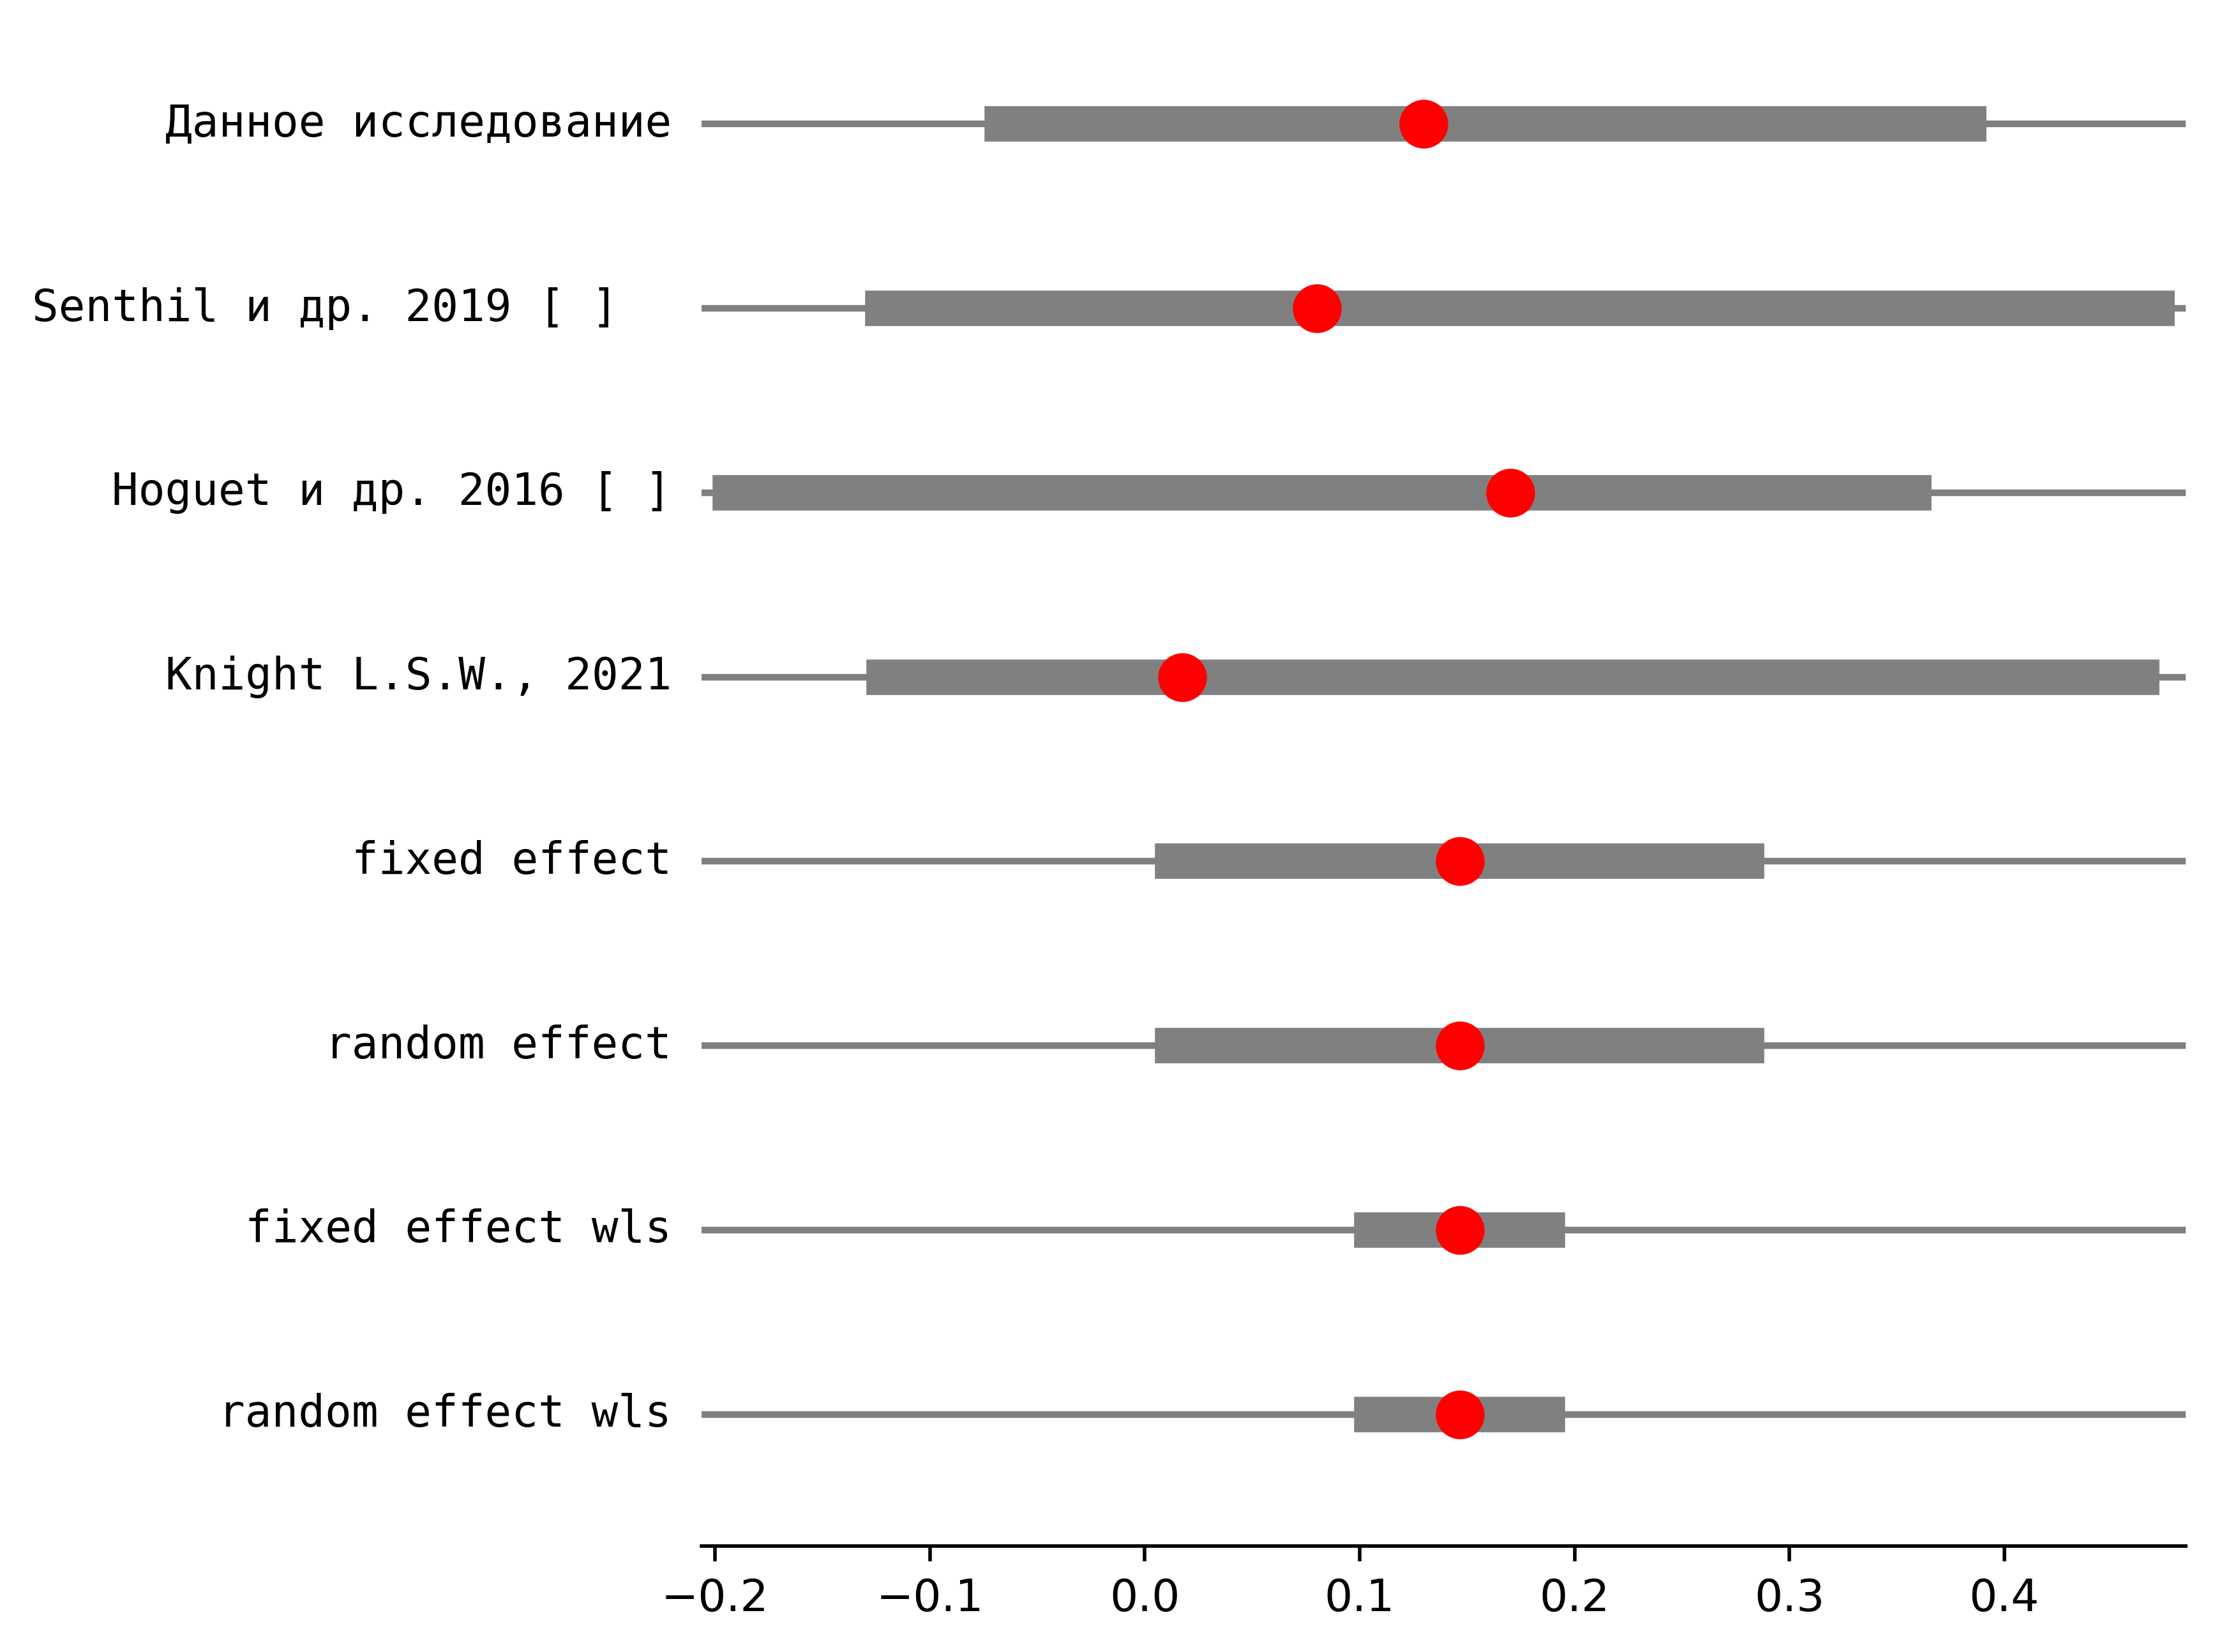 Данное исследование
Senthil и др. 2019 [ ]
Hoguet и др. 2016 [ ]
Knight L.S.W., 2021
fixed effect
random effect
fixed effect wls
random effect wls
−0.2 −0.1 0.0 0.1 0.2 0.3 0.4